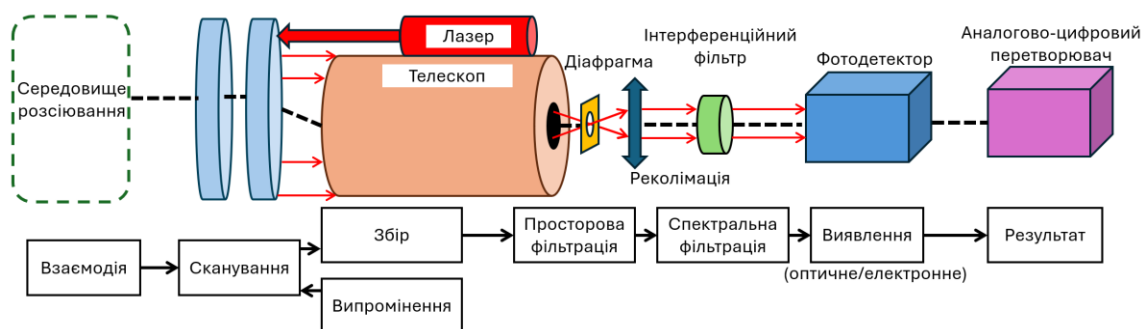 Середовище
розсіювання
Лазер
Телескоп
Діафрагма
Інтерференційний
фільтр
Реколімація
Фотодетектор
Аналогово-цифровий
перетворювач
Взаємодія
Сканування
Збір
Випромінення
Просторова
фільтрація
Спектральна
фільтрація
Виявлення
(оптичне/електронне)
Результат